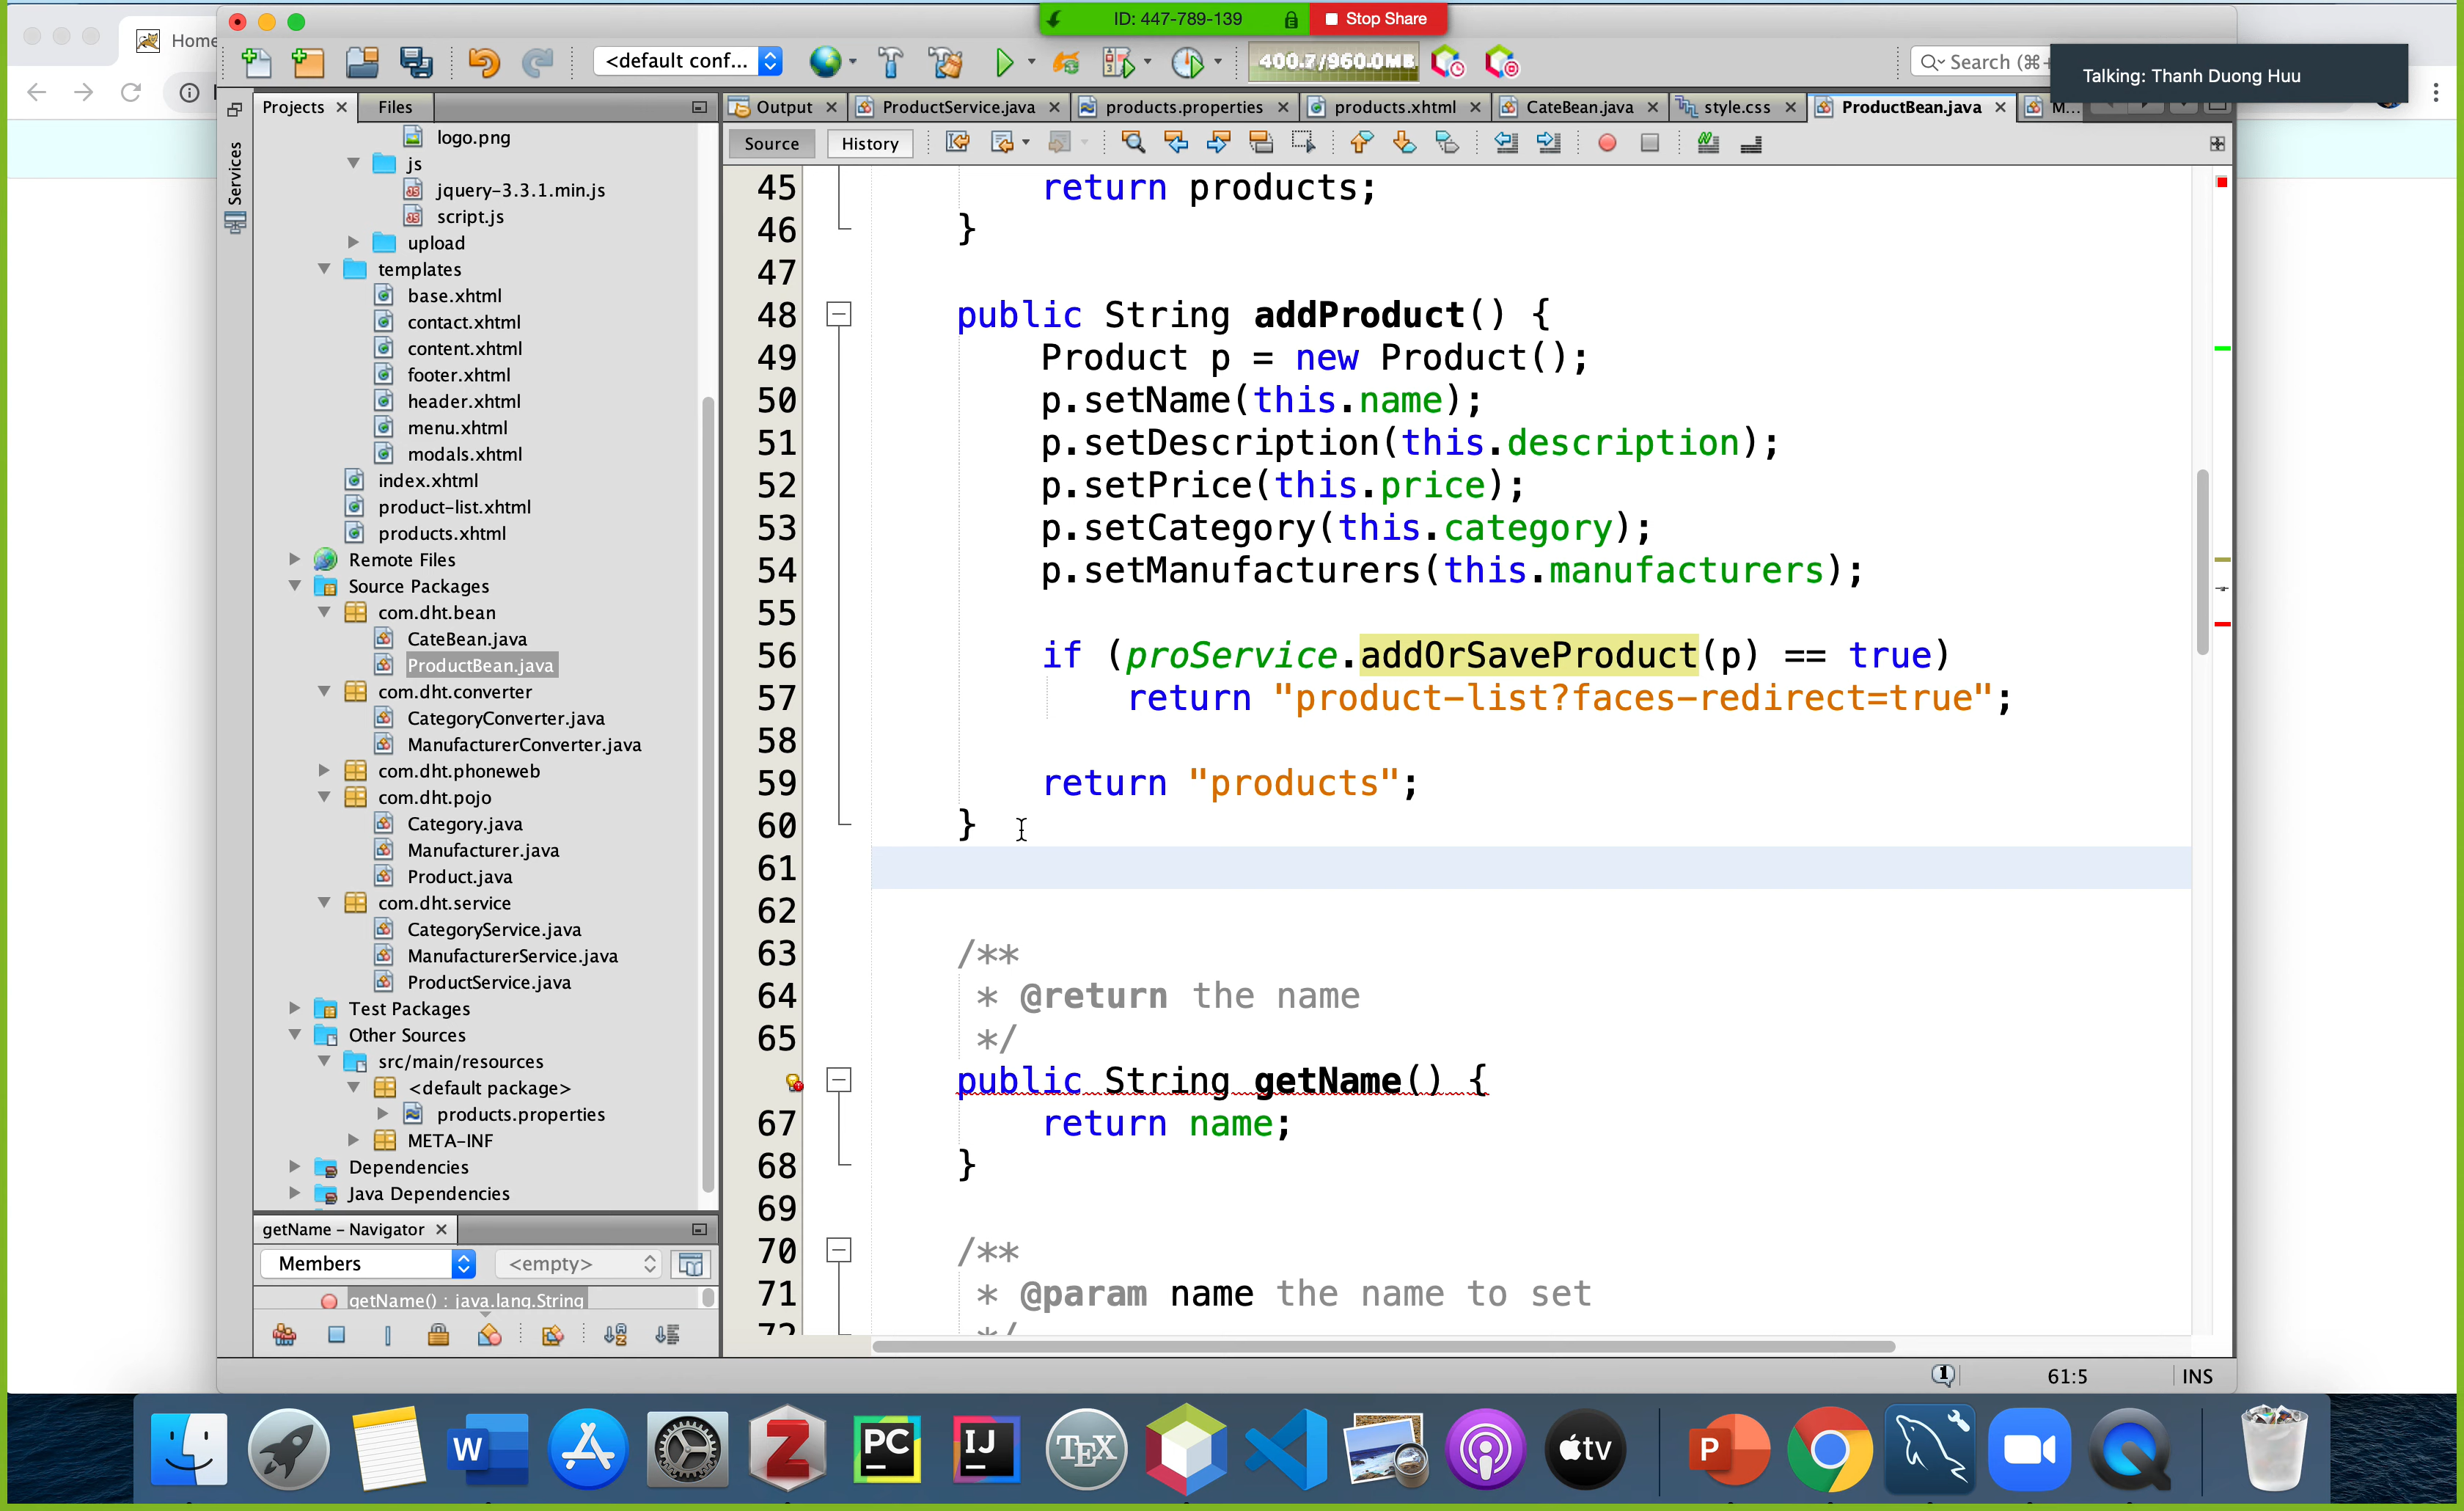 ID: 447-789-139
Stop Share
Home
<default conf...
400.7/960.0MB
Search (⌘+
Talking: Thanh Duong Huu
Projects
Files
Output
ProductService.java
products.properties
products.xhtml
CateBean.java
style.css
ProductBean.java
M...
Source
History
Services
logo.png
js
jquery-3.3.1.min.js
script.js
upload
templates
base.xhtml
contact.xhtml
content.xhtml
footer.xhtml
header.xhtml
menu.xhtml
modals.xhtml
index.xhtml
product-list.xhtml
products.xhtml
Remote Files
Source Packages
com.dht.bean
CateBean.java
ProductBean.java
com.dht.converter
CategoryConverter.java
ManufacturerConverter.java
com.dht.phoneweb
com.dht.pojo
Category.java
Manufacturer.java
Product.java
com.dht.service
CategoryService.java
ManufacturerService.java
ProductService.java
Test Packages
Other Sources
src/main/resources
<default package>
products.properties
META-INF
Dependencies
Java Dependencies
getName - Navigator
Members
<empty>
getName() : java.lang.String
45 return products;
46 }
47
48 public String addProduct() {
49 Product p = new Product();
50 p.setName(this.name);
51 p.setDescription(this.description);
52 p.setPrice(this.price);
53 p.setCategory(this.category);
54 p.setManufacturers(this.manufacturers);
55
56 if (proService.addOrSaveProduct(p) == true)
57 return "product-list?faces-redirect=true";
58
59 return "products";
60 }
61
62
63 /**
64 * @return the name
65 */
public String getName() {
67 return name;
68 }
69
70 /**
71 * @param name the name to set
72 */
61:5
INS
W
Z
PC
IJ
TEX
tv
P